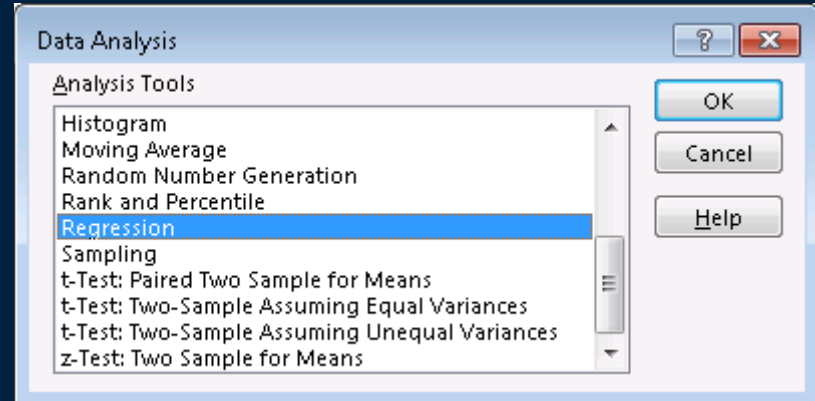 Data Analysis
?
Analysis Tools
Histogram
Moving Average
Random Number Generation
Rank and Percentile
Regression
Sampling
t-Test: Paired Two Sample for Means
t-Test: Two-Sample Assuming Equal Variances
t-Test: Two-Sample Assuming Unequal Variances
z-Test: Two Sample for Means
OK
Cancel
Help